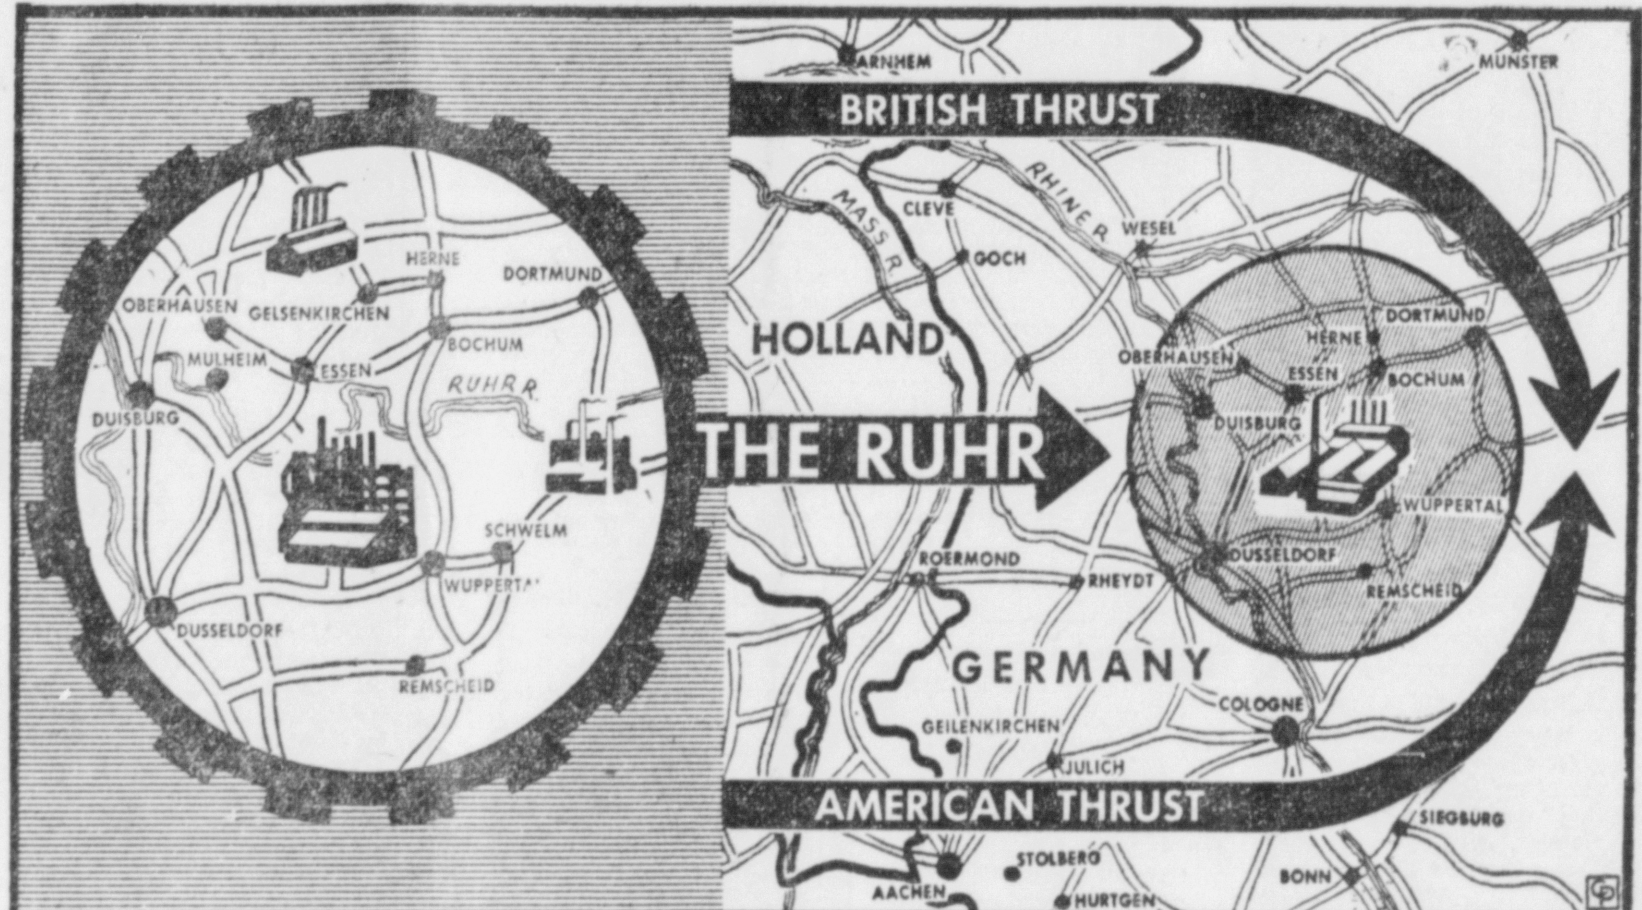 HERNE
DORTMUND
OBERHAUSEN
GELSENKIRCHEN
BOCHUM
MULHEIM
ESSEN
RUHR R.
DUISBURG
SCHWELM
WUPPERTA
DUSSELDORF
REMSCHEID
ARNHEM
MUNSTER
BRITISH THRUST
RHINE R
MASS R.
CLEVE
WESEL
GOCH
HOLLAND
DORTMUND
HERNE
OBERHAUSEN
ESSEN
BOCHUM
DUISBURG
THE RUHR
WUPPERTAL
DUSSELDORF
ROERMOND
RHEYDT
REMSCHEID
GERMANY
COLOGNE
GEILENKIRCHEN
JULICH
AMERICAN THRUST
SIEGBURG
STOLBERG
BONN
AACHEN
HURTGEN
CP